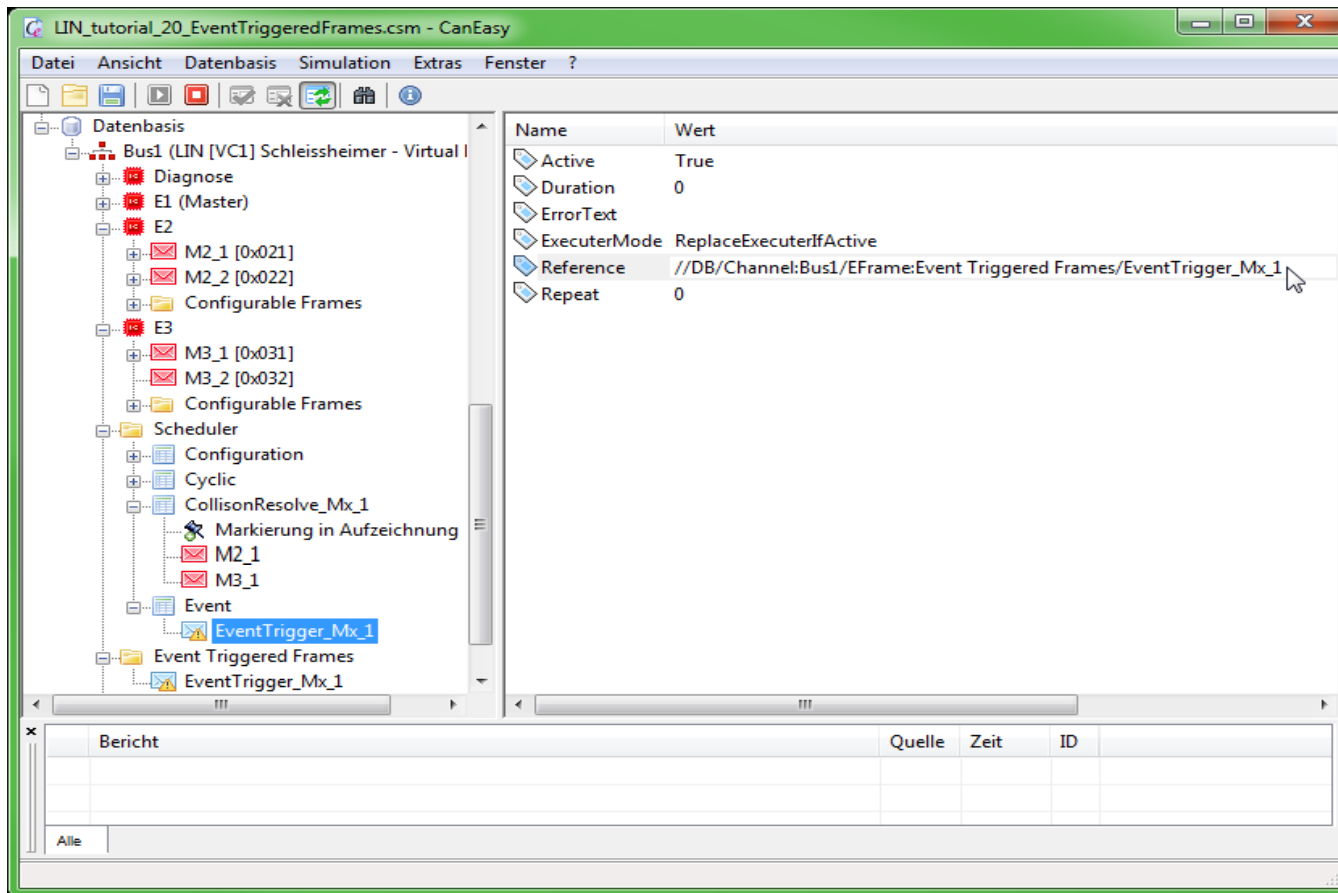 LIN_tutorial_20_EventTriggeredFrames.csm - CanEasy
Datei Ansicht Datenbasis Simulation Extras Fenster ?
Datenbasis
Bus1 (LIN [VC1] Schleissheimer - Virtual
Diagnose
E1 (Master)
E2
M2_1 [0x021]
M2_2 [0x022]
Configurable Frames
E3
M3_1 [0x031]
M3_2 [0x032]
Configurable Frames
Scheduler
Configuration
Cyclic
CollisonResolve_Mx_1
Markierung in Aufzeichnung
M2_1
M3_1
Event
EventTrigger_Mx_1
Event Triggered Frames
EventTrigger_Mx_1
Name Wert
Active True
Duration 0
ErrorText
ExecuterMode ReplaceExecuterIfActive
Reference //DB/Channel:Bus1/EFrame:Event Triggered Frames/EventTrigger_Mx_1
Repeat 0
Bericht Quelle Zeit ID
Alle